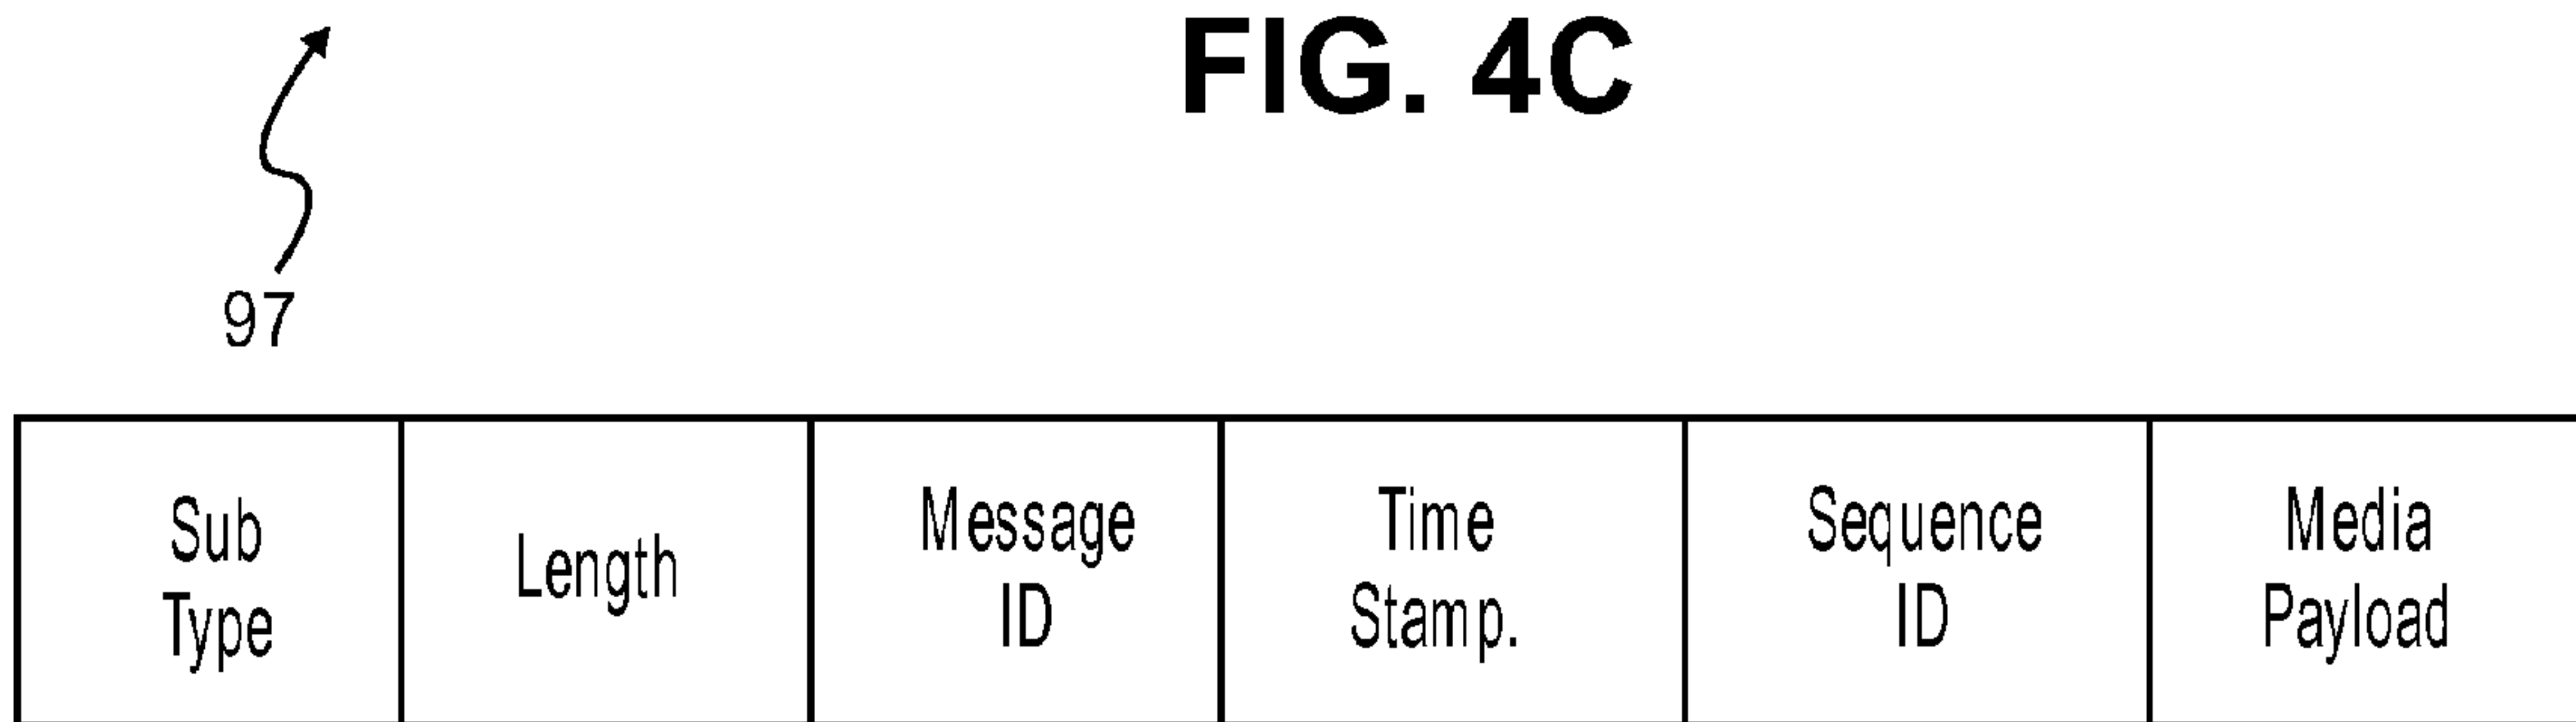 FIG. 4C
97
Sub
Type
Length
Message
ID
Time
Stamp.
Sequence
ID
Media
Payload